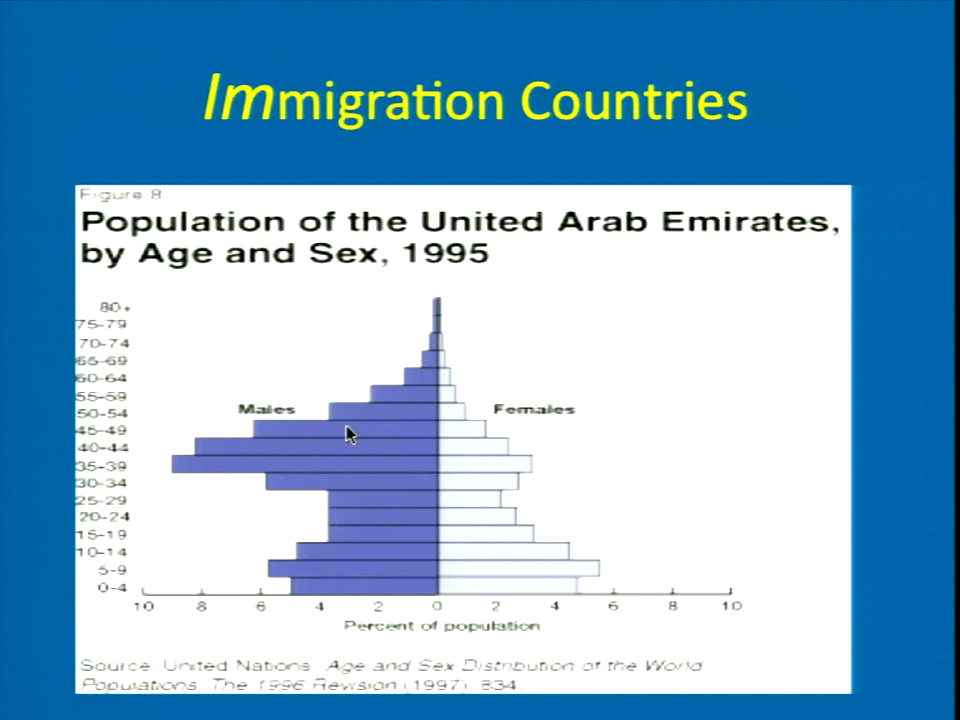 Immigration Countries
Figure 8
Population of the United Arab Emirates,
by Age and Sex, 1995
80+
75-79
70-74
65-69
60-64
55-59
Males
Females
50-54
45-49
40-44
35-39
30-34
25-29
20-24
15-19
10-14
5-9
0-4
10 8 6 4 2 0 2 4 6 8 10
Percent of population
Source: United Nations, Age and Sex Distribution of the World
Populations: The 1996 Revision (1997): 834.